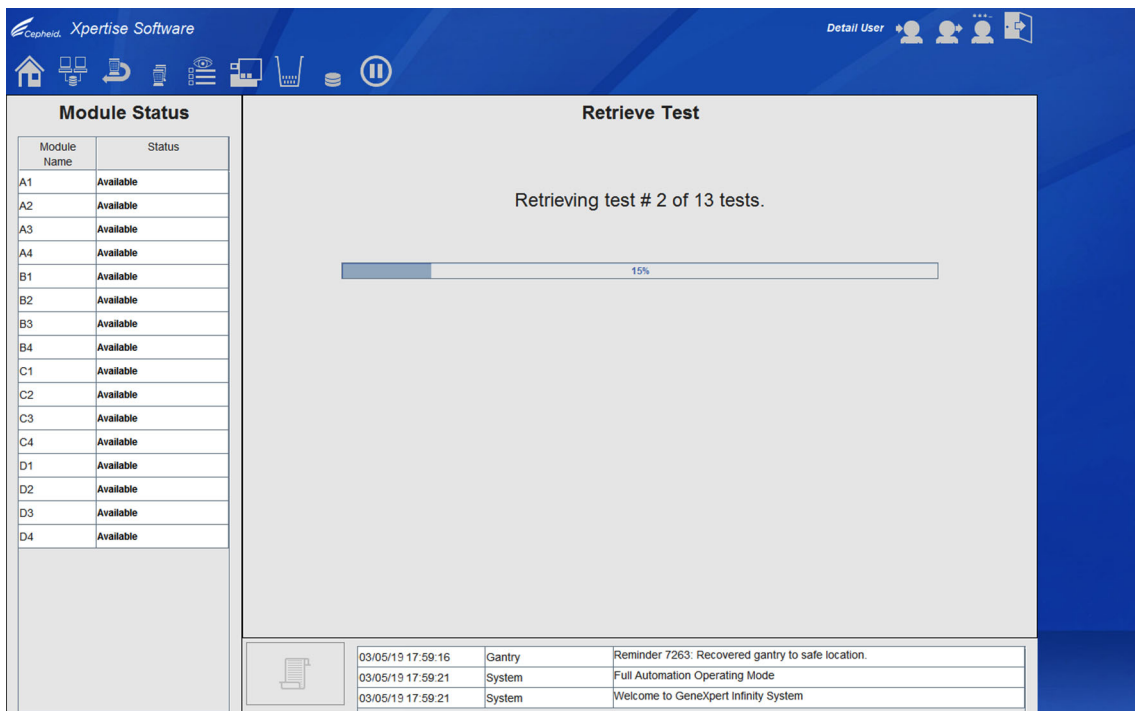 Cepheid. Xpertise Software
Detail User
Module Status
Module Name Status
A1 Available
A2 Available
A3 Available
A4 Available
B1 Available
B2 Available
B3 Available
B4 Available
C1 Available
C2 Available
C3 Available
C4 Available
D1 Available
D2 Available
D3 Available
D4 Available
Retrieve Test
Retrieving test # 2 of 13 tests.
15%
03/05/19 17:59:16 Gantry Reminder 7263: Recovered gantry to safe location.
03/05/19 17:59:21 System Full Automation Operating Mode
03/05/19 17:59:21 System Welcome to GeneXpert Infinity System